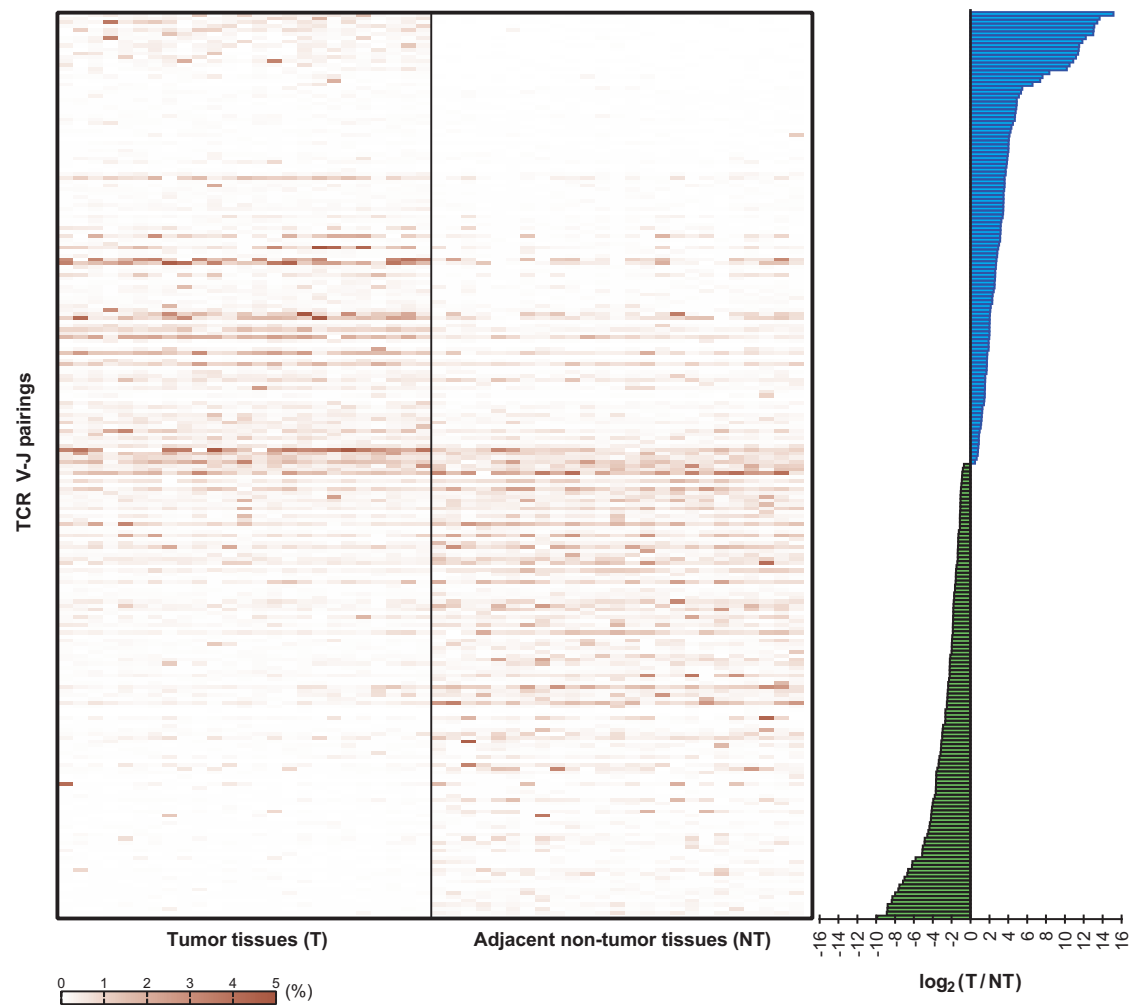 TCR V-J pairings
Tumor tissues (T)
Adjacent non-tumor tissues (NT)
-16 -14 -12 -10 -8 -6 -4 -2 0 2 4 6 8 10 12 14 16
log₂ (T / NT)
0 1 2 3 4 5 (%)